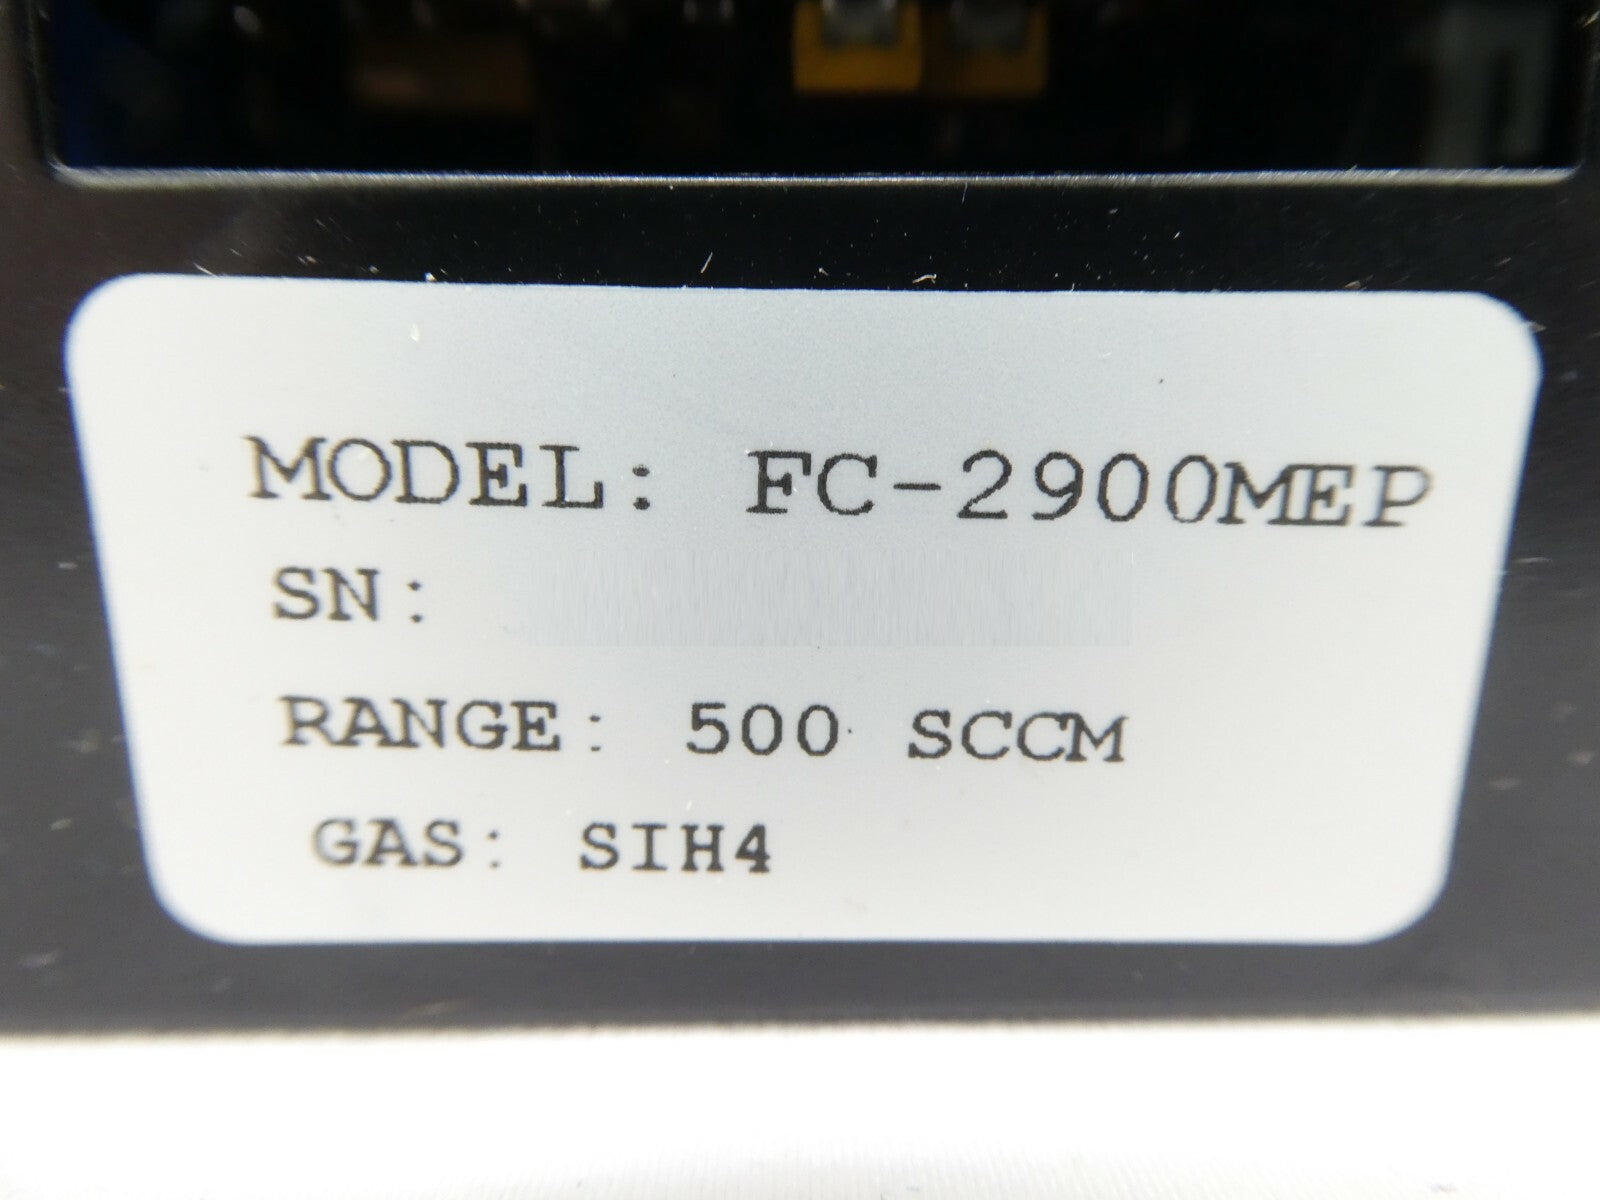 MODEL: FC-2900MEP
SN:
RANGE: 500 SCCM
GAS: SIH4